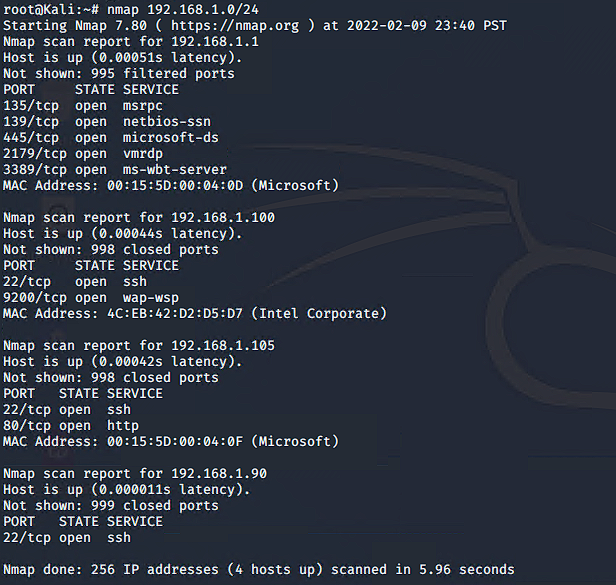 root@Kali:~# nmap 192.168.1.0/24
Starting Nmap 7.80 ( https://nmap.org ) at 2022-02-09 23:40 PST
Nmap scan report for 192.168.1.1
Host is up (0.00051s latency).
Not shown: 995 filtered ports
PORT     STATE SERVICE
135/tcp  open  msrpc
139/tcp  open  netbios-ssn
445/tcp  open  microsoft-ds
2179/tcp open  vmrdp
3389/tcp open  ms-wbt-server
MAC Address: 00:15:5D:00:04:0D (Microsoft)

Nmap scan report for 192.168.1.100
Host is up (0.00044s latency).
Not shown: 998 closed ports
PORT     STATE SERVICE
22/tcp   open  ssh
9200/tcp open  wap-wsp
MAC Address: 4C:EB:42:D2:D5:D7 (Intel Corporate)

Nmap scan report for 192.168.1.105
Host is up (0.00042s latency).
Not shown: 998 closed ports
PORT   STATE SERVICE
22/tcp open  ssh
80/tcp open  http
MAC Address: 00:15:5D:00:04:0F (Microsoft)

Nmap scan report for 192.168.1.90
Host is up (0.000011s latency).
Not shown: 999 closed ports
PORT   STATE SERVICE
22/tcp open  ssh

Nmap done: 256 IP addresses (4 hosts up) scanned in 5.96 seconds